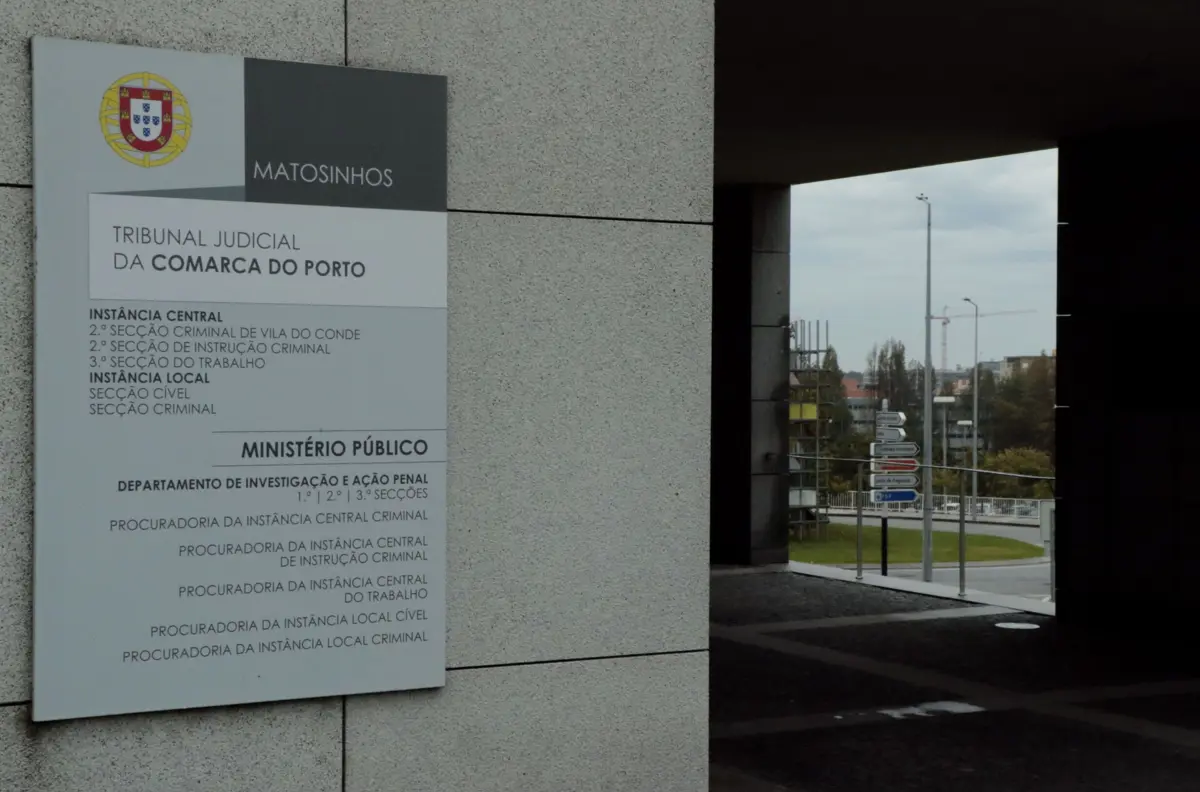 MATOSINHOS
TRIBUNAL JUDICIAL
DA COMARCA DO PORTO
INSTÂNCIA CENTRAL
2.ª SECÇÃO CRIMINAL DE VILA DO CONDE
2.ª SECÇÃO DE INSTRUÇÃO CRIMINAL
3.ª SECÇÃO DO TRABALHO
INSTÂNCIA LOCAL
SECÇÃO CÍVEL
SECÇÃO CRIMINAL
MINISTÉRIO PÚBLICO
DEPARTAMENTO DE INVESTIGAÇÃO E AÇÃO PENAL
1.ª | 2.ª | 3.ª SECÇÕES
PROCURADORIA DA INSTÂNCIA CENTRAL CRIMINAL
PROCURADORIA DA INSTÂNCIA CENTRAL
DE INSTRUÇÃO CRIMINAL
PROCURADORIA DA INSTÂNCIA CENTRAL
DO TRABALHO
PROCURADORIA DA INSTÂNCIA LOCAL CÍVEL
PROCURADORIA DA INSTÂNCIA LOCAL CRIMINAL